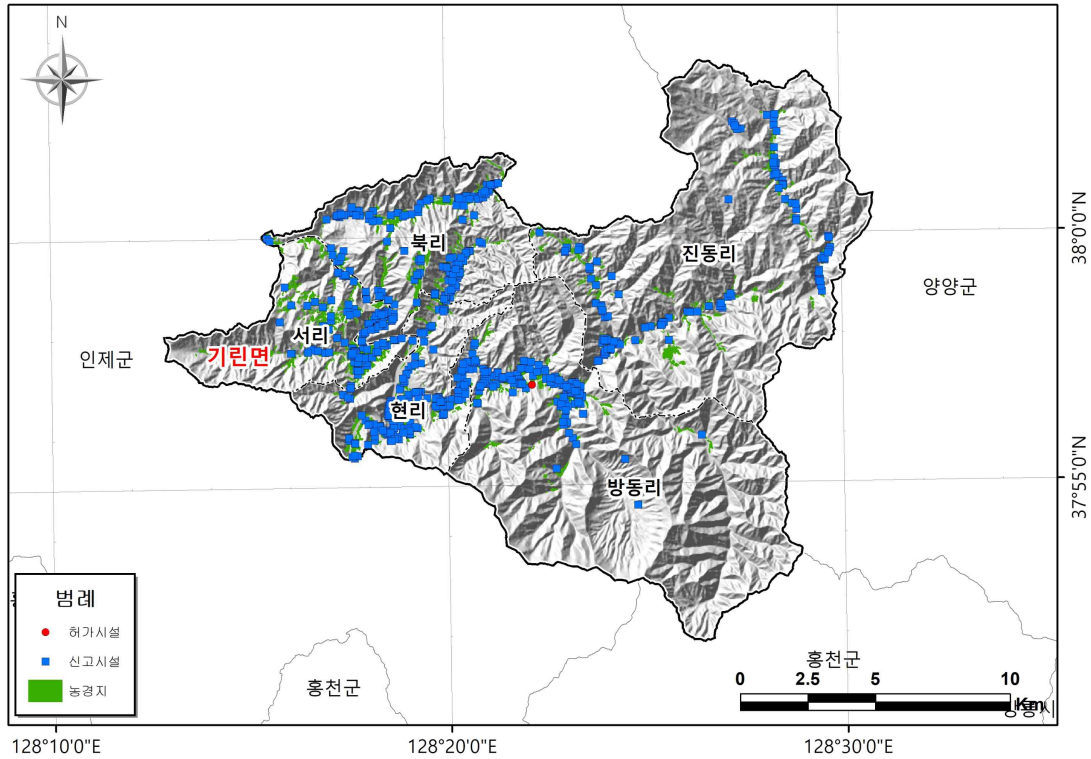 N
북리
진동리
양양군
서리
인제군
기린면
현리
방동리
범례
허가시설
신고시설
농경지
홍천군
홍천군
0 2.5 5 10
Km
128°10'0"E
128°20'0"E
128°30'0"E
38°0'0"N
37°55'0"N